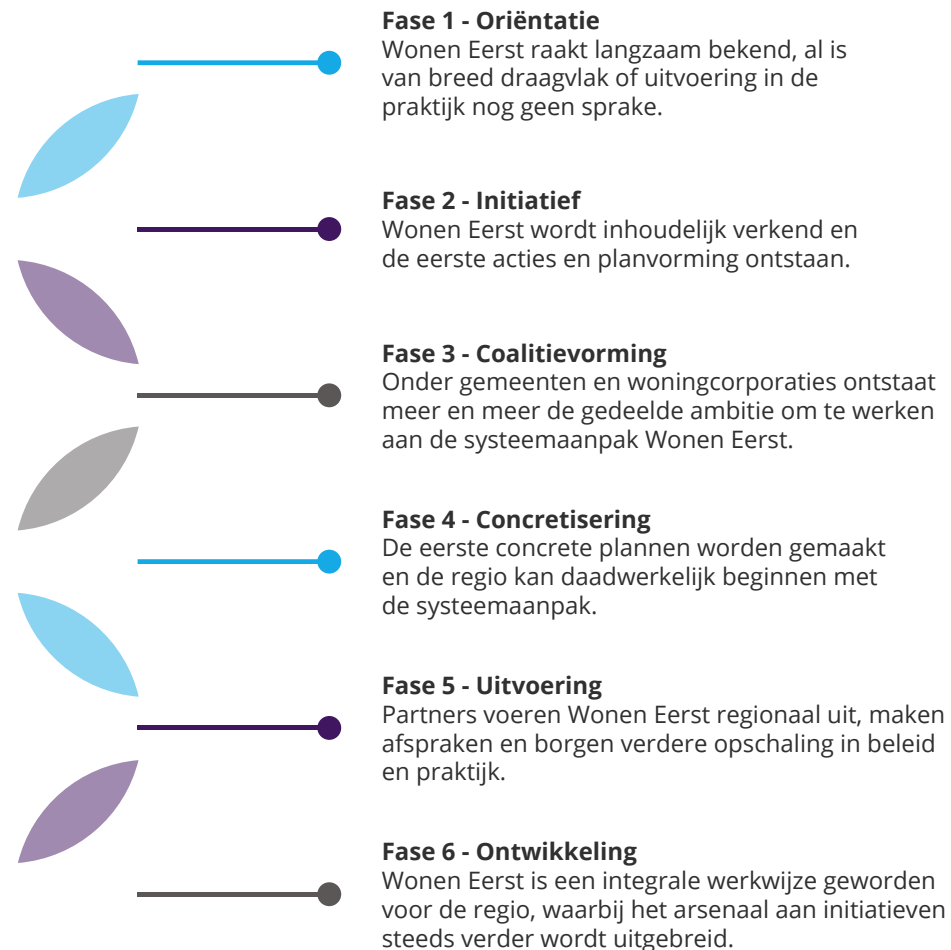 Fase 1 - Oriëntatie
Wonen Eerst raakt langzaam bekend, al is
van breed draagvlak of uitvoering in de
praktijk nog geen sprake.
Fase 2 - Initiatief
Wonen Eerst wordt inhoudelijk verkend en
de eerste acties en planvorming ontstaan.
Fase 3 - Coalitievorming
Onder gemeenten en woningcorporaties ontstaat
meer en meer de gedeelde ambitie om te werken
aan de systeemaanpak Wonen Eerst.
Fase 4 - Concretisering
De eerste concrete plannen worden gemaakt
en de regio kan daadwerkelijk beginnen met
de systeemaanpak.
Fase 5 - Uitvoering
Partners voeren Wonen Eerst regionaal uit, maken
afspraken en borgen verdere opschaling in beleid
en praktijk.
Fase 6 - Ontwikkeling
Wonen Eerst is een integrale werkwijze geworden
voor de regio, waarbij het arsenaal aan initiatieven
steeds verder wordt uitgebreid.